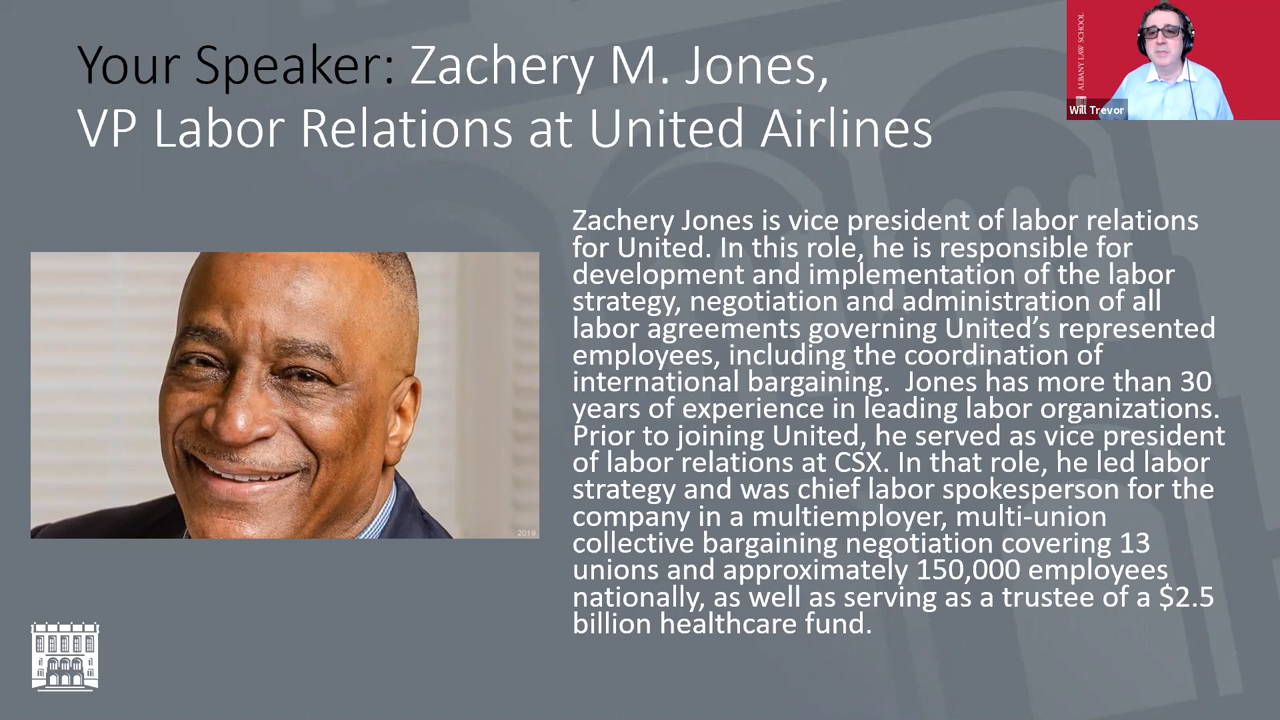 Your Speaker: Zachery M. Jones,
VP Labor Relations at United Airlines
ALBANY LAW SCHOOL
Will Trevor
Zachery Jones is vice president of labor relations
for United. In this role, he is responsible for
development and implementation of the labor
strategy, negotiation and administration of all
labor agreements governing United’s represented
employees, including the coordination of
international bargaining.  Jones has more than 30
years of experience in leading labor organizations.
Prior to joining United, he served as vice president
of labor relations at CSX. In that role, he led labor
strategy and was chief labor spokesperson for the
company in a multiemployer, multi-union
collective bargaining negotiation covering 13
unions and approximately 150,000 employees
nationally, as well as serving as a trustee of a $2.5
billion healthcare fund.
2019